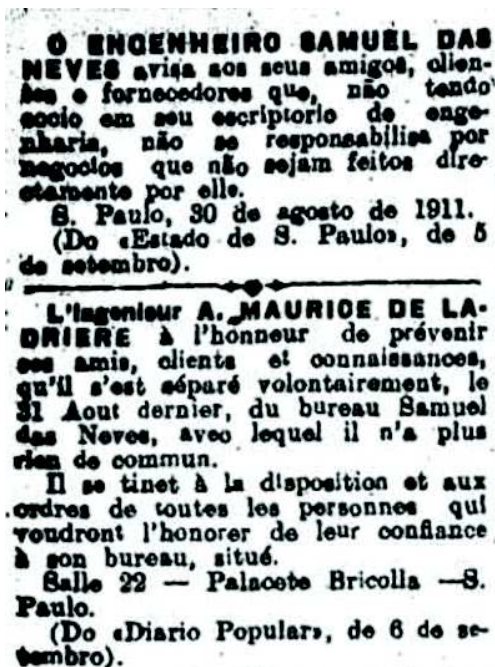 O ENGENHEIRO SAMUEL DAS
NEVES avisa aos seus amigos, clien-
tes e fornecedores que, não tendo
socio em seu escriptorio de enge-
nharia, não se responsabilisa por
negocios que não sejam feitos dire-
ctamente por elle.
S. Paulo, 30 de agosto de 1911.
(Do «Estado de S. Paulo», de 5
de setembro).
L'Ingenieur A. MAURICE DE LA-
DRIERE à l'honneur de prévenir
ses amis, clients et connaissances,
qu'il s'est séparé volontairement, le
31 Aout dernier, du bureau Samuel
das Neves, avec lequel il n'a plus
rien de commun.
Il se tinet à la disposition et aux
ordres de toutes les personnes qui
voudront l'honorer de leur confiance
à son bureau, situé.
Salle 22 — Palacete Bricolla —S.
Paulo.
(Do «Diario Popular», de 6 de se-
tembro).